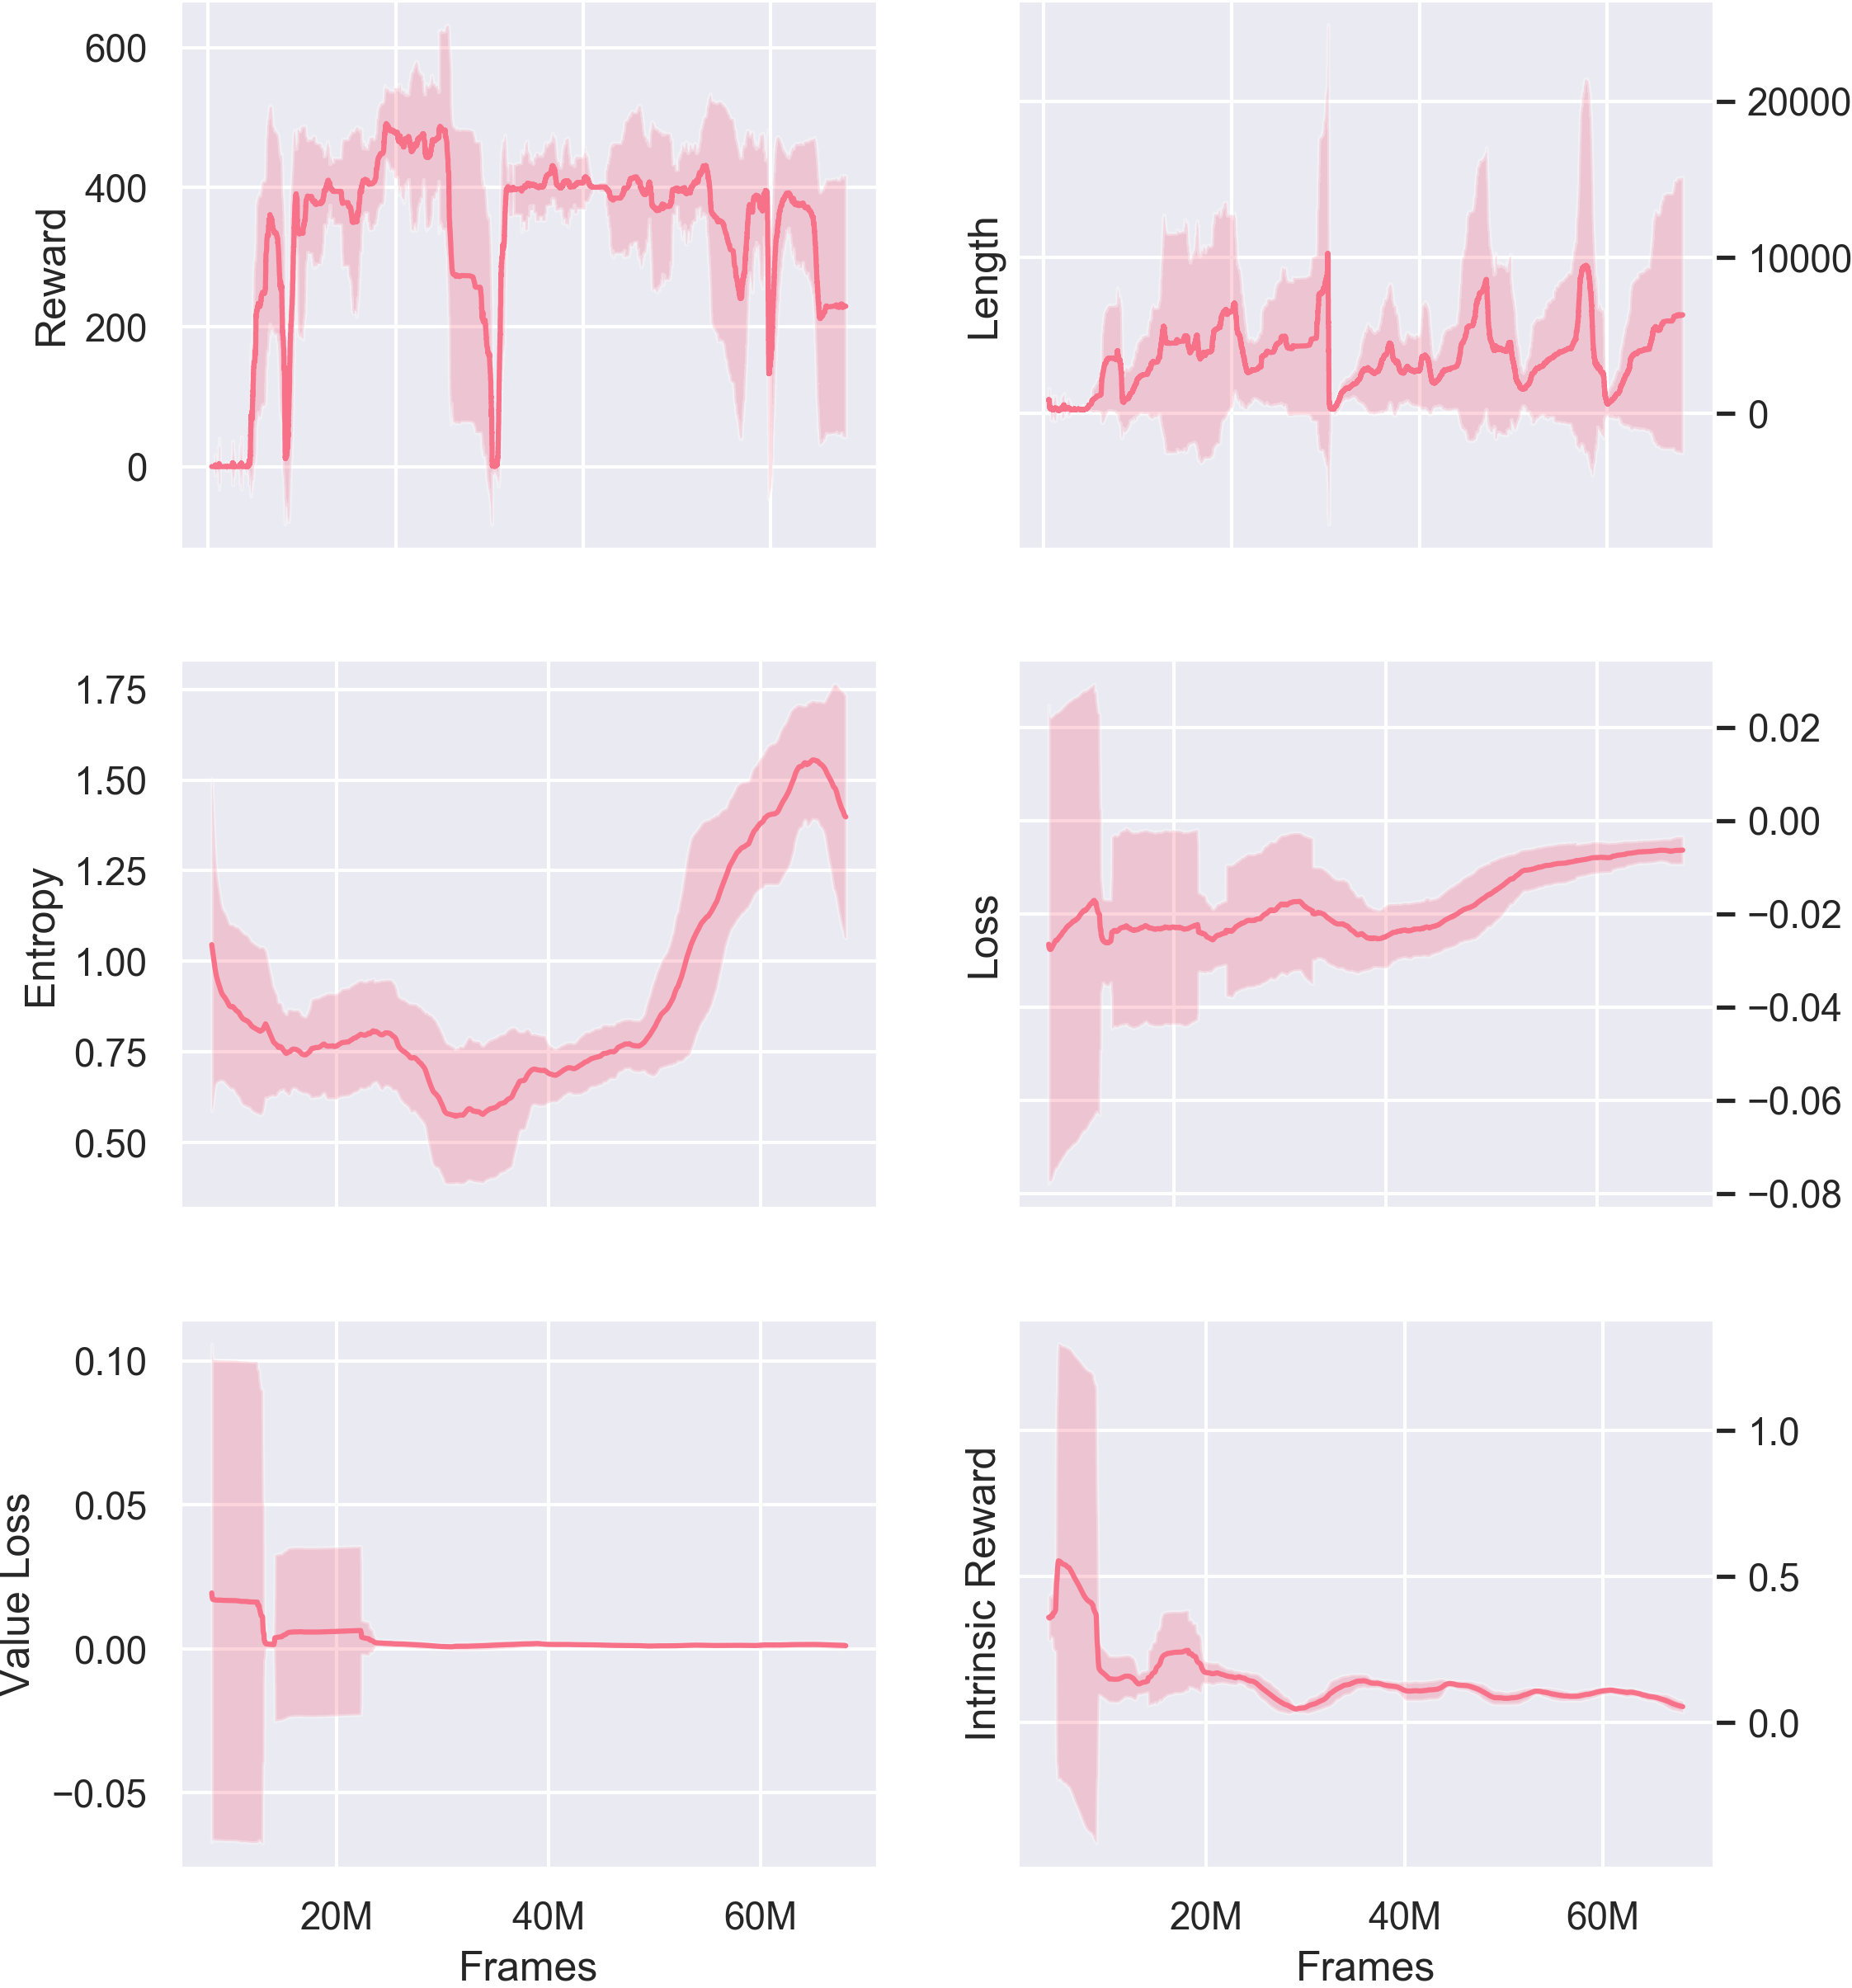 600
400
200
0
Reward
20000
10000
0
Length
1.75
1.50
1.25
1.00
0.75
0.50
Entropy
0.02
0.00
−0.02
−0.04
−0.06
−0.08
Loss
0.10
0.05
0.00
−0.05
Value Loss
20M
40M
60M
Frames
1.0
0.5
0.0
Intrinsic Reward
20M
40M
60M
Frames